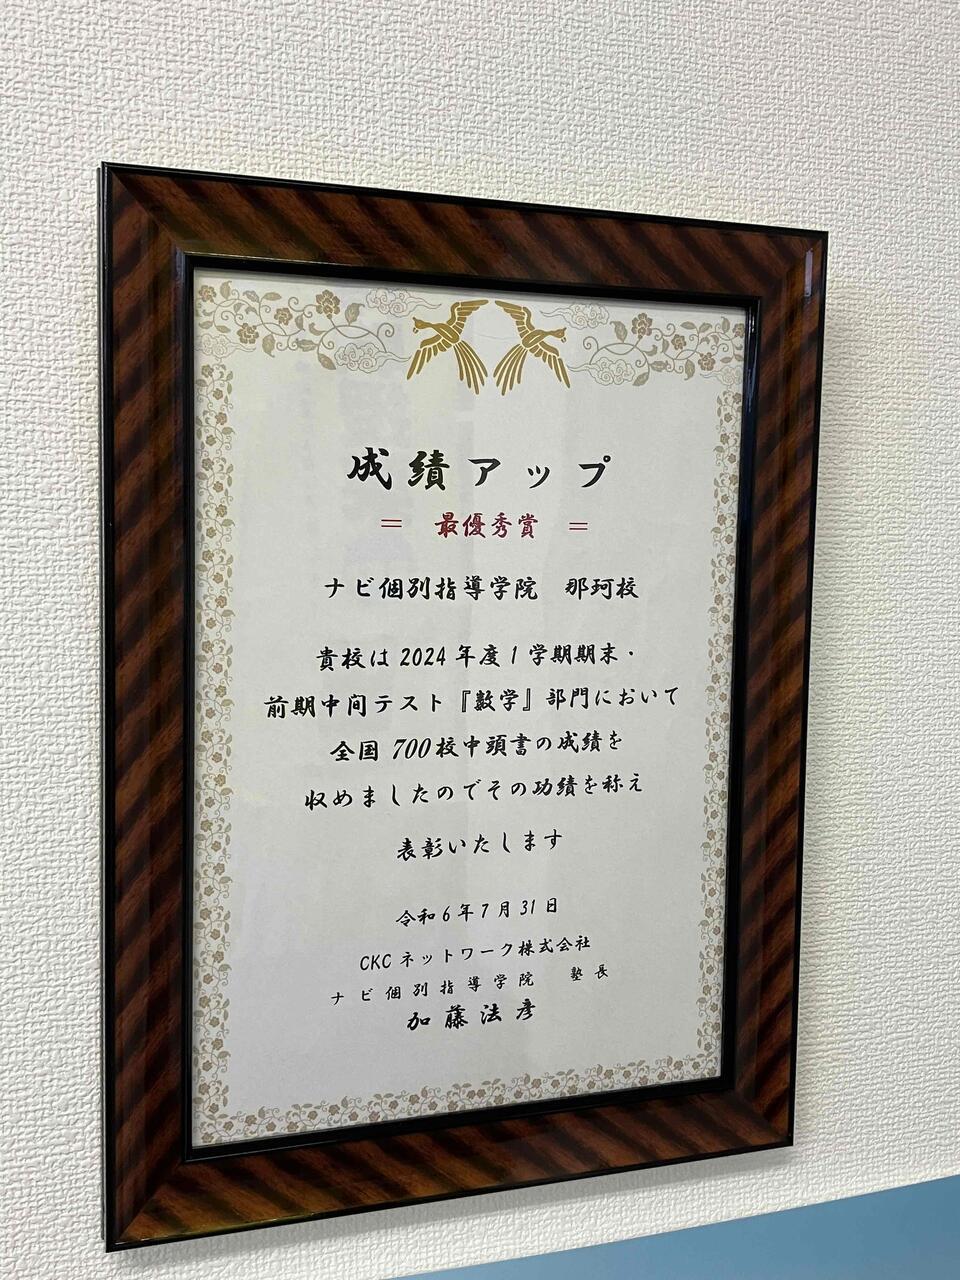 成績アップ
＝ 最優秀賞 ＝
ナビ個別指導学院 那珂校
貴校は2024年度1学期期末・
前期中間テスト『数学』部門において
全国700校中頭書の成績を
収めましたのでその功績を称え
表彰いたします
令和6年7月31日
CKCネットワーク株式会社
ナビ個別指導学院 塾長
加藤法彦